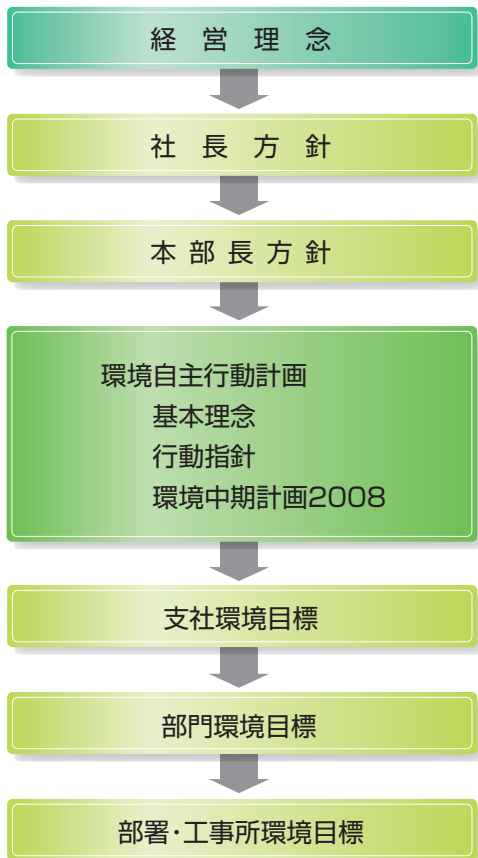 経営理念
社長方針
本部長方針
環境自主行動計画
基本理念
行動指針
環境中期計画2008
支社環境目標
部門環境目標
部署・工事所環境目標